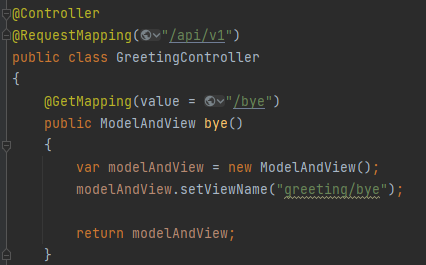 @Controller
@RequestMapping("/api/v1")
public class GreetingController
{
    @GetMapping(value = "/bye")
    public ModelAndView bye()
    {
        var modelAndView = new ModelAndView();
        modelAndView.setViewName("greeting/bye");

        return modelAndView;
    }